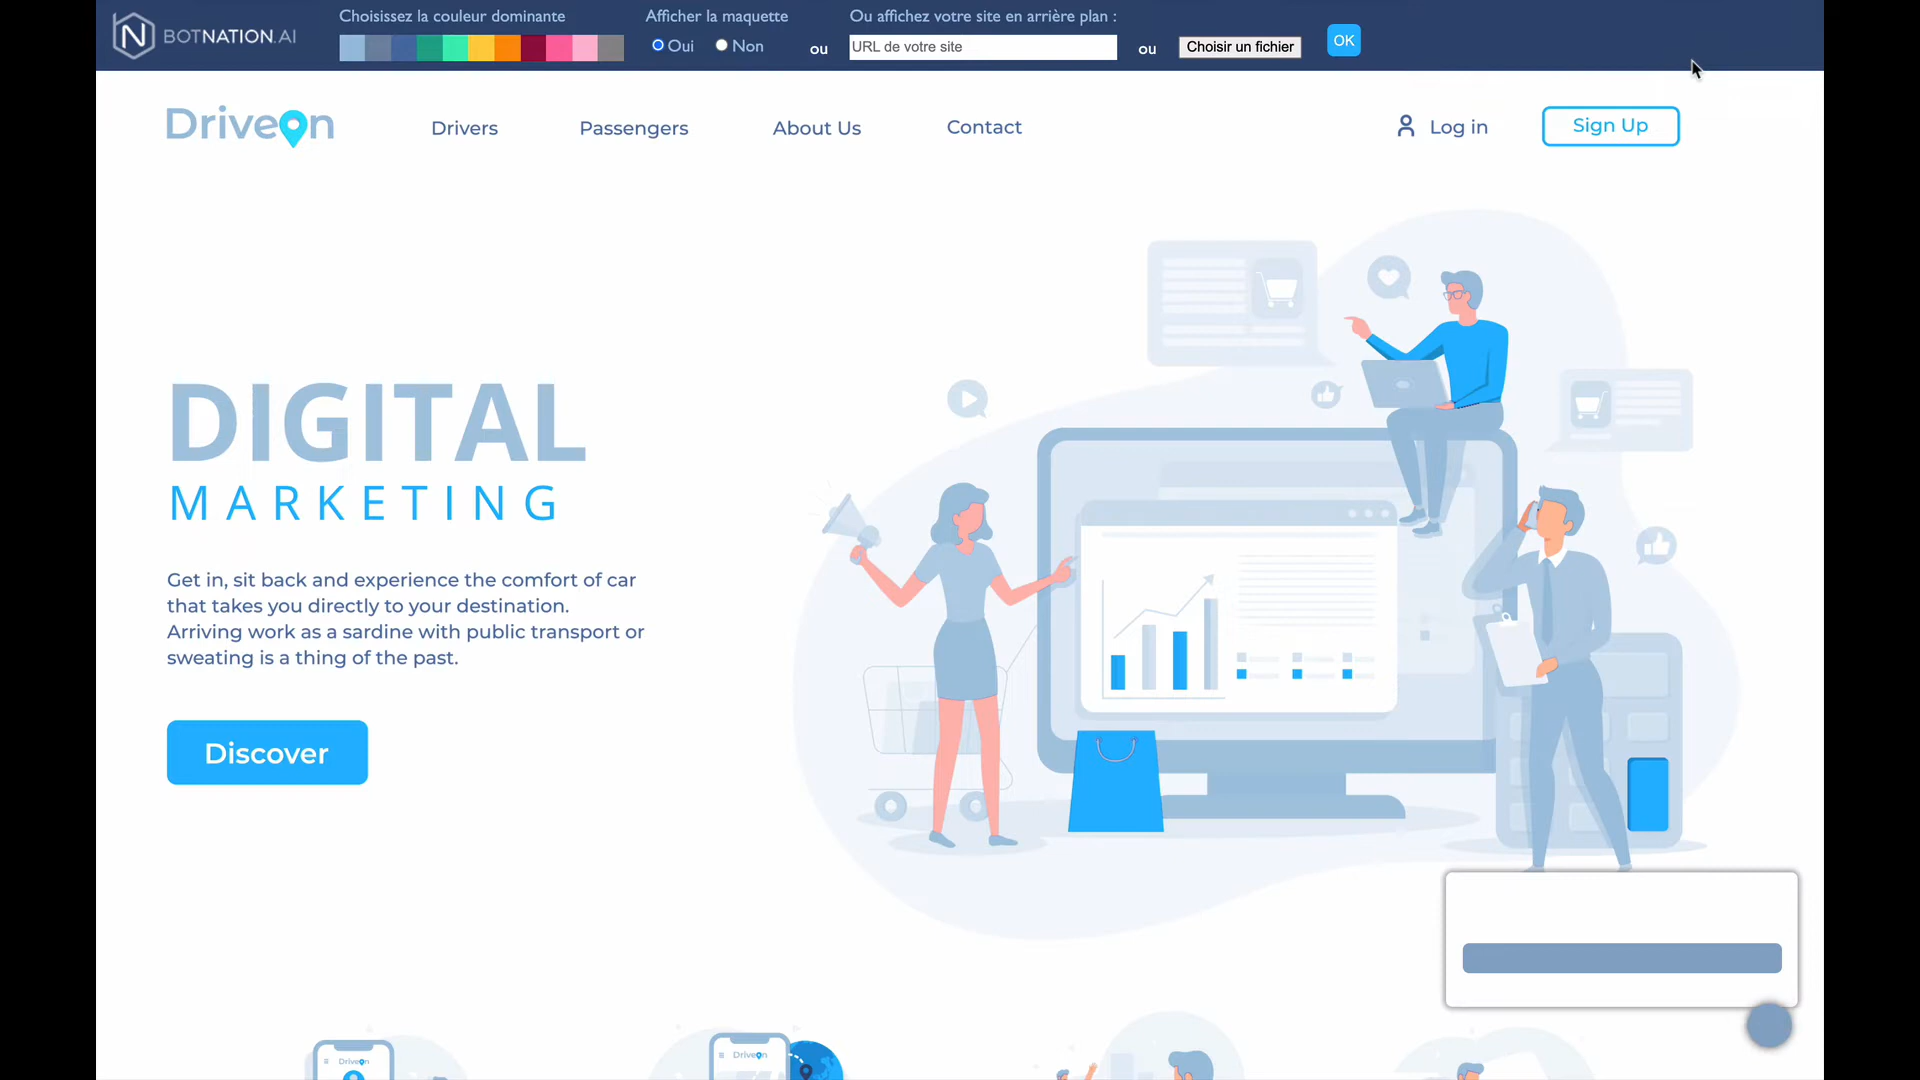 BOTNATION.AI
Choisissez la couleur dominante
Afficher la maquette
Oui
Non
ou
Ou affichez votre site en arrière plan :
URL de votre site
ou
Choisir un fichier
OK
Driveon
Drivers
Passengers
About Us
Contact
Log in
Sign Up
DIGITAL
MARKETING
Get in, sit back and experience the comfort of car
that takes you directly to your destination.
Arriving work as a sardine with public transport or
sweating is a thing of the past.
Discover
Driveon
Driveon